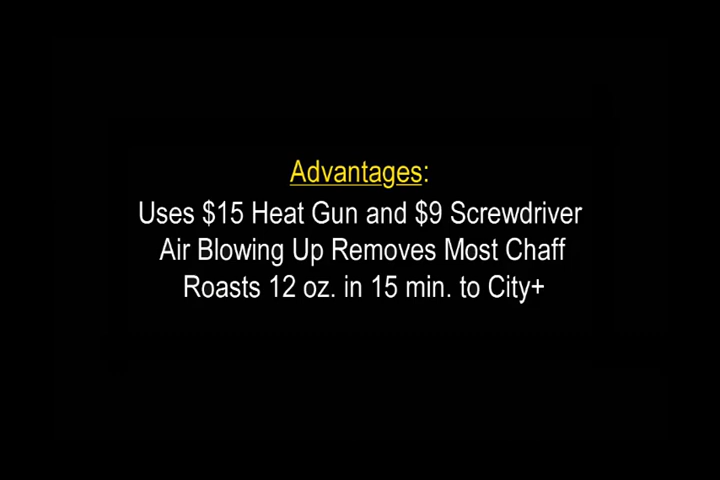 Advantages:
Uses $15 Heat Gun and $9 Screwdriver
Air Blowing Up Removes Most Chaff
Roasts 12 oz. in 15 min. to City+